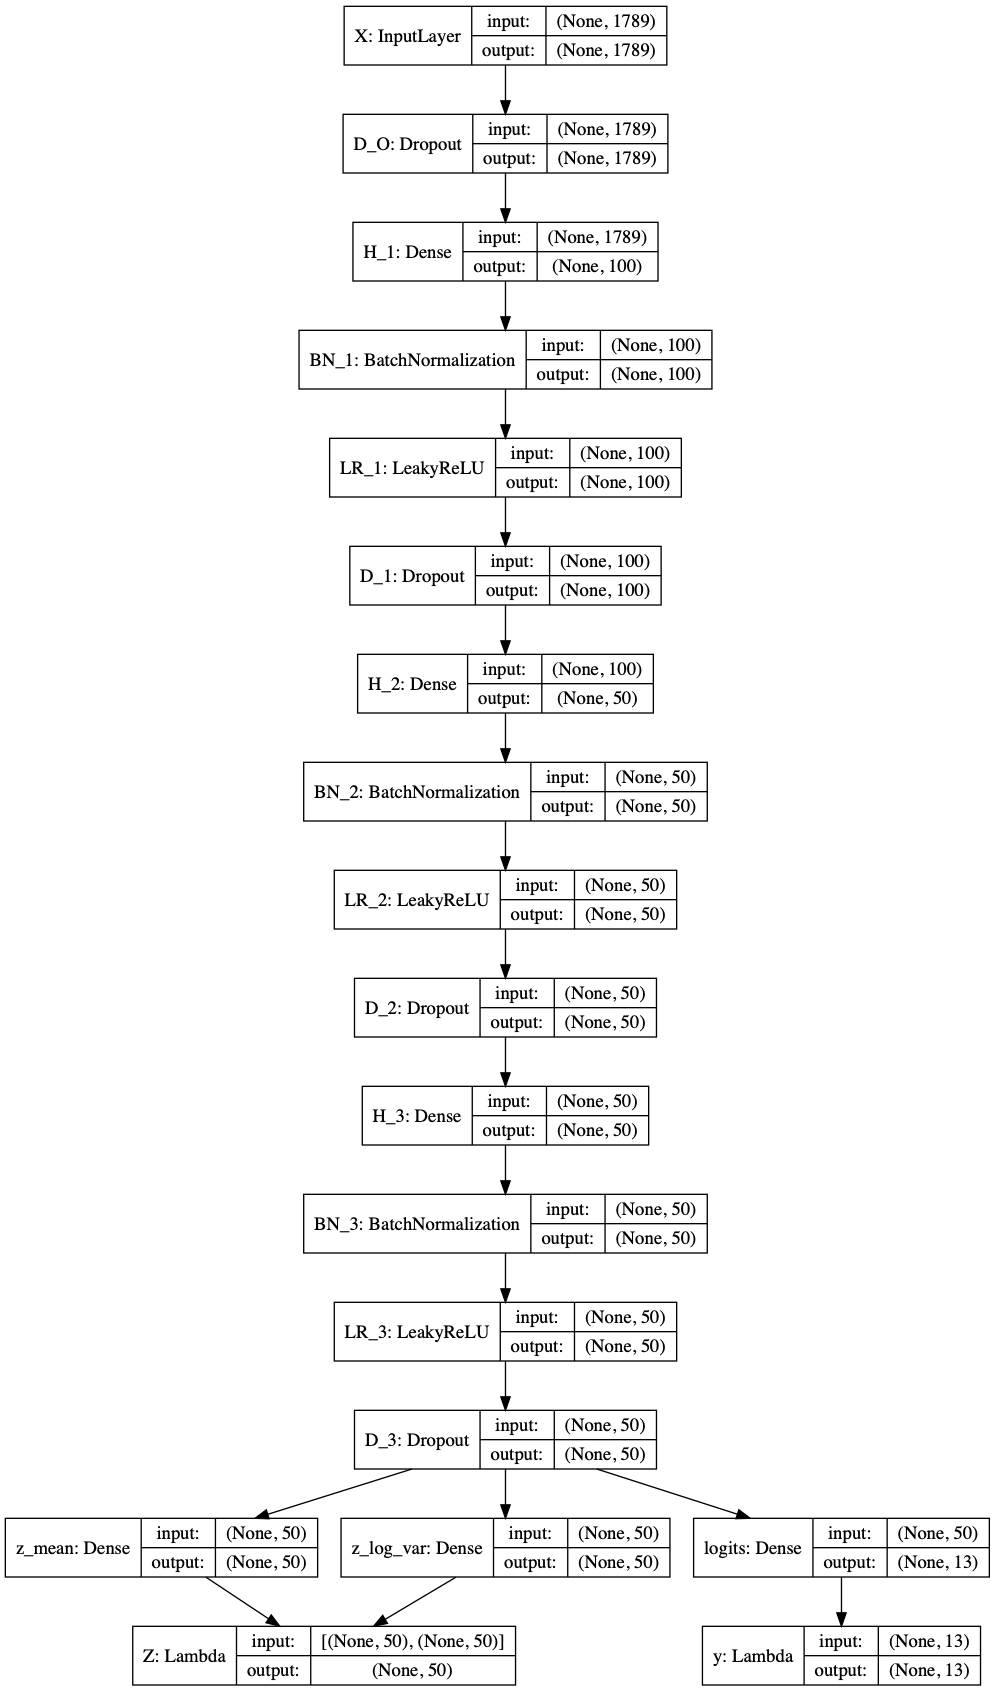 X: InputLayer
input: (None, 1789)
output: (None, 1789)
D_O: Dropout
input: (None, 1789)
output: (None, 1789)
H_1: Dense
input: (None, 1789)
output: (None, 100)
BN_1: BatchNormalization
input: (None, 100)
output: (None, 100)
LR_1: LeakyReLU
input: (None, 100)
output: (None, 100)
D_1: Dropout
input: (None, 100)
output: (None, 100)
H_2: Dense
input: (None, 100)
output: (None, 50)
BN_2: BatchNormalization
input: (None, 50)
output: (None, 50)
LR_2: LeakyReLU
input: (None, 50)
output: (None, 50)
D_2: Dropout
input: (None, 50)
output: (None, 50)
H_3: Dense
input: (None, 50)
output: (None, 50)
BN_3: BatchNormalization
input: (None, 50)
output: (None, 50)
LR_3: LeakyReLU
input: (None, 50)
output: (None, 50)
D_3: Dropout
input: (None, 50)
output: (None, 50)
z_mean: Dense
input: (None, 50)
output: (None, 50)
z_log_var: Dense
input: (None, 50)
output: (None, 50)
logits: Dense
input: (None, 50)
output: (None, 13)
Z: Lambda
input: [(None, 50), (None, 50)]
output: (None, 50)
y: Lambda
input: (None, 13)
output: (None, 13)